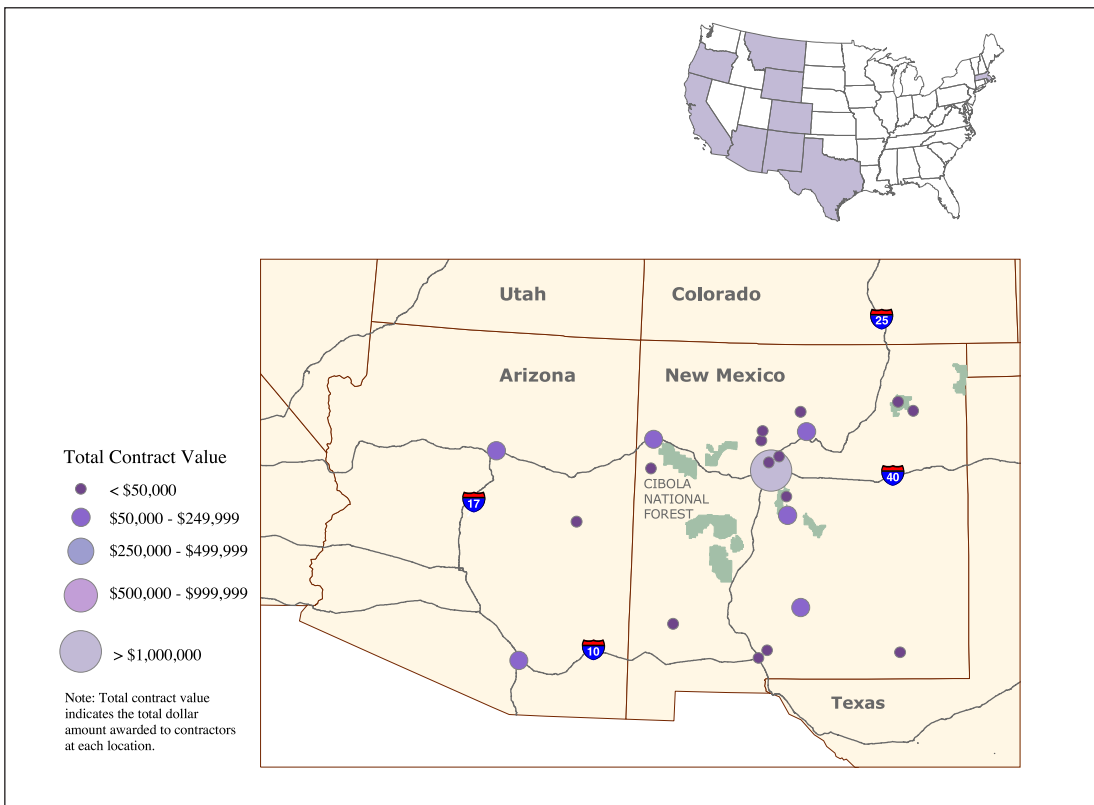 Utah
Colorado
25
Arizona
New Mexico
Total Contract Value
< $50,000
$50,000 - $249,999
$250,000 - $499,999
$500,000 - $999,999
> $1,000,000
Note: Total contract value
indicates the total dollar
amount awarded to contractors
at each location.
17
CIBOLA
NATIONAL
FOREST
40
10
Texas